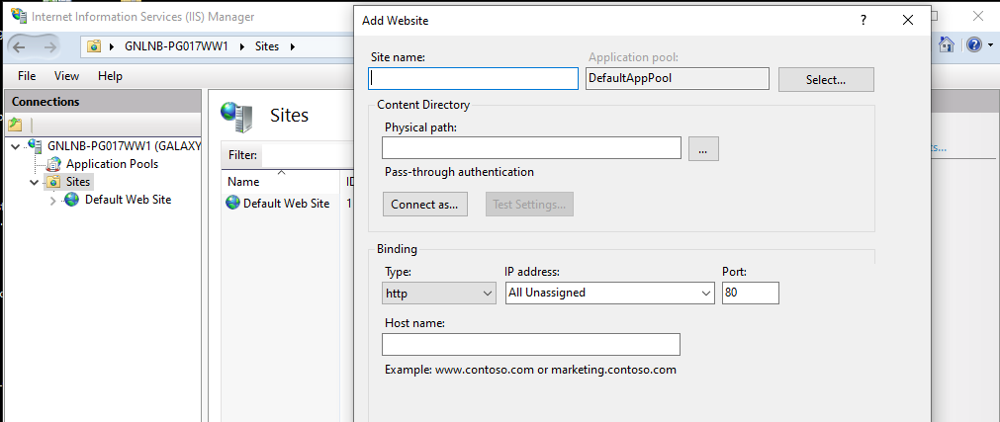 Internet Information Services (IIS) Manager
GNLNB-PG017WW1 Sites
File View Help
Connections
GNLNB-PG017WW1 (GALAXY
Application Pools
Sites
Default Web Site
Sites
Filter:
Name ID
Default Web Site 1
Add Website ?
Site name: Application pool:
DefaultAppPool Select...
Content Directory
Physical path:
...
Pass-through authentication
Connect as... Test Settings...
Binding
Type: IP address: Port:
http All Unassigned 80
Host name:
Example: www.contoso.com or marketing.contoso.com